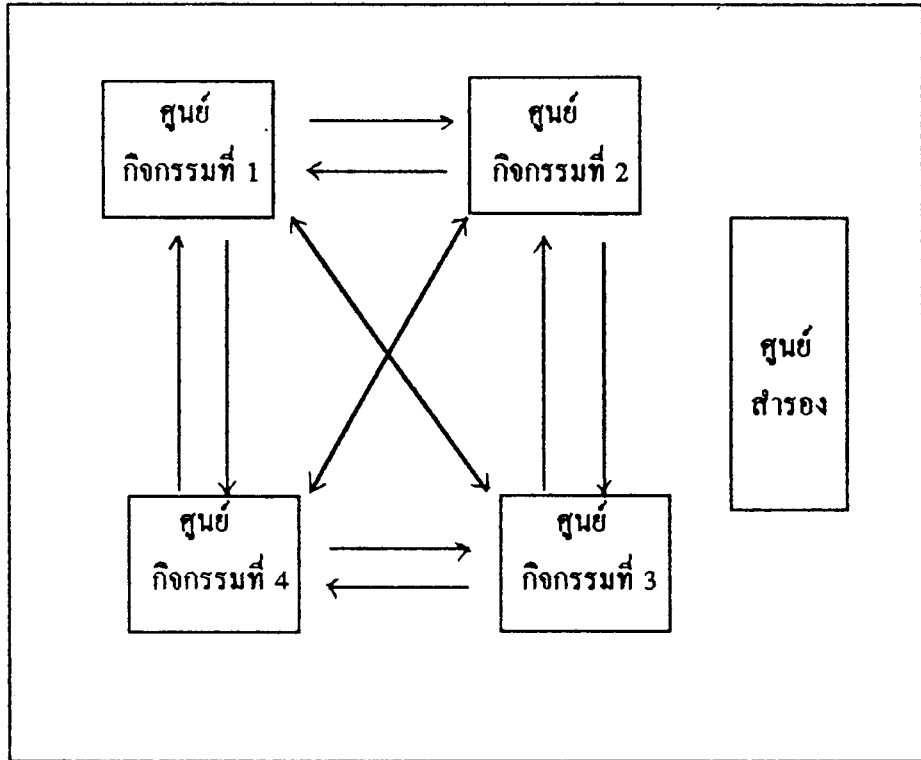 ศูนย์
กิจกรรมที่ 1
ศูนย์
กิจกรรมที่ 2
ศูนย์
สำรอง
ศูนย์
กิจกรรมที่ 4
ศูนย์
กิจกรรมที่ 3